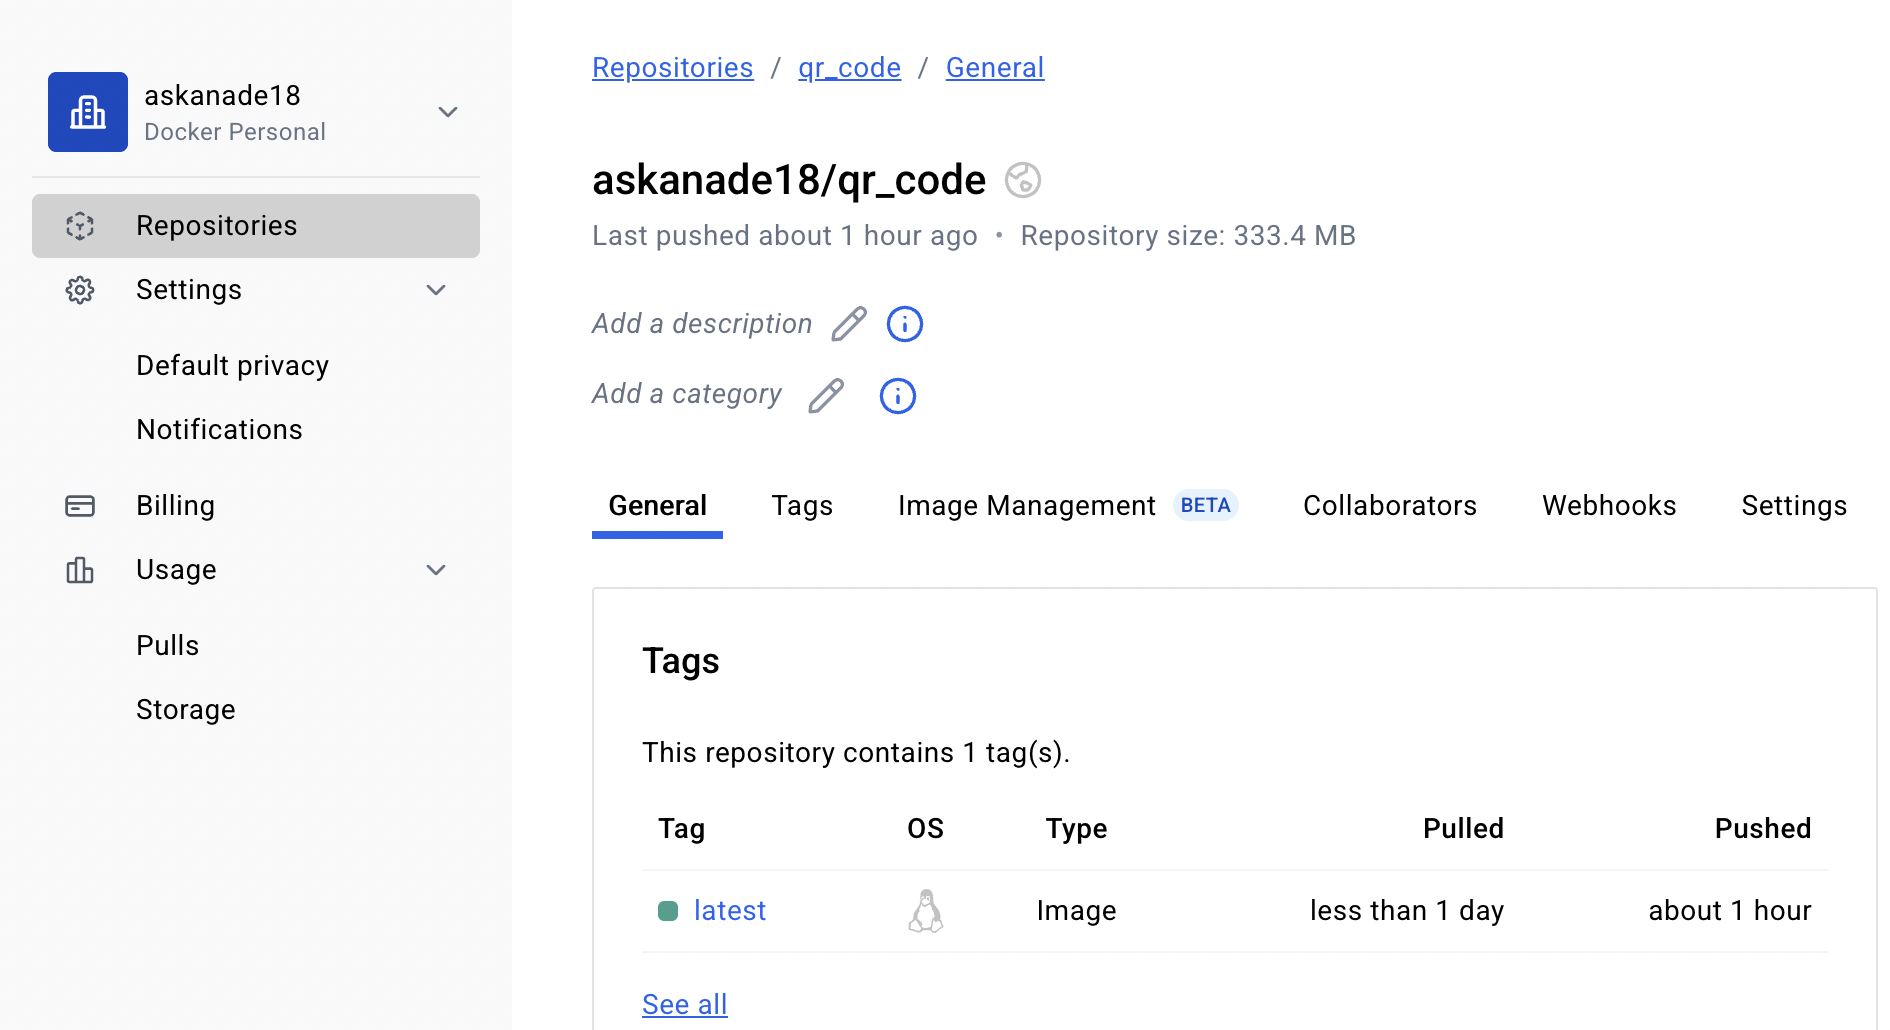 askanade18
Docker Personal
Repositories
Settings
Default privacy
Notifications
Billing
Usage
Pulls
Storage
Repositories / qr_code / General
askanade18/qr_code
Last pushed about 1 hour ago • Repository size: 333.4 MB
Add a description
Add a category
General Tags Image Management BETA Collaborators Webhooks Settings
Tags
This repository contains 1 tag(s).
Tag OS Type Pulled Pushed
latest Image less than 1 day about 1 hour
See all